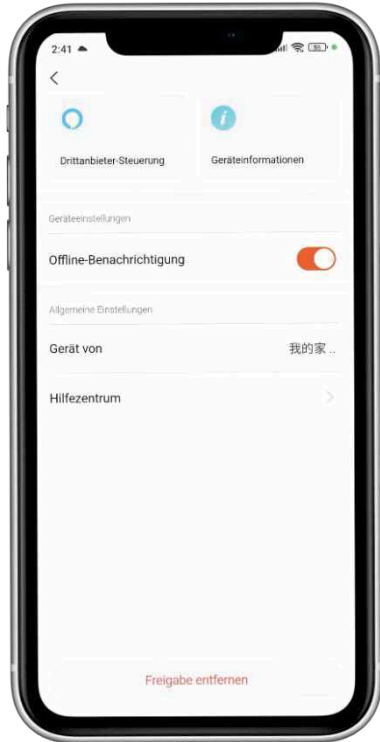 2:41
Drittanbieter-Steuerung
Geräteinformationen
Geräteeinstellungen
Offline-Benachrichtigung
Allgemeine Einstellungen
Gerät von
我的家 ..
Hilfezentrum
Freigabe entfernen